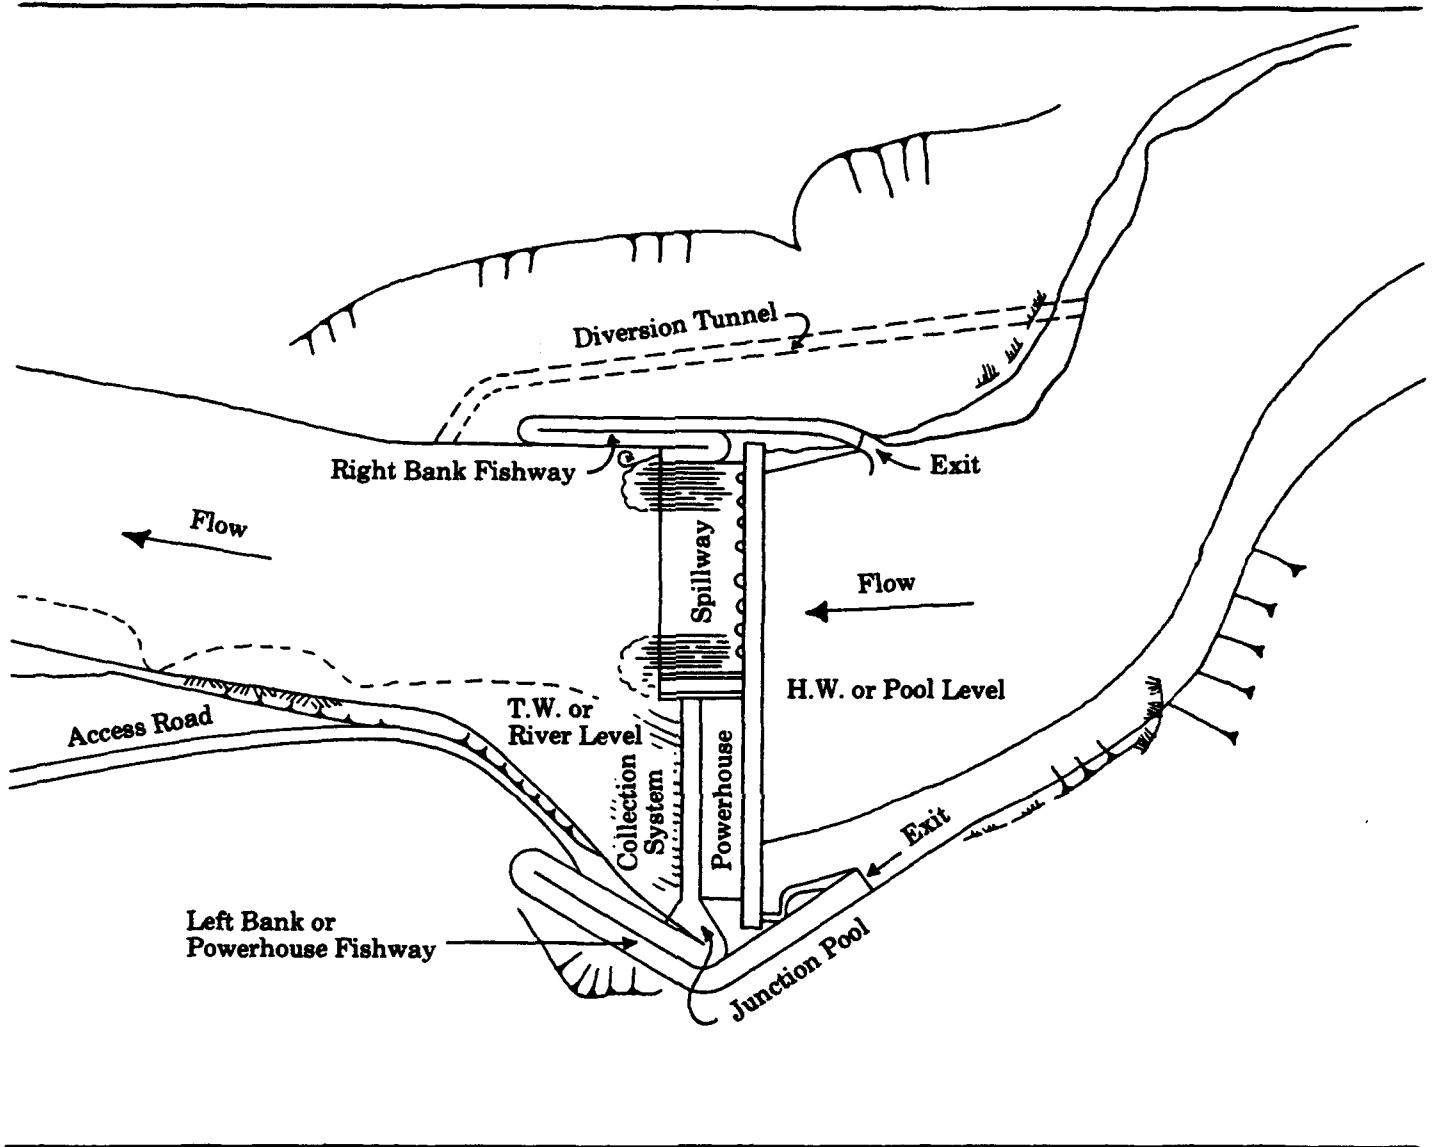 Diversion Tunnel
Right Bank Fishway
Exit
Flow
Spillway
Flow
H.W. or Pool Level
T.W. or
River Level
Access Road
Collection
System
Powerhouse
Exit
Left Bank or
Powerhouse Fishway
Junction Pool